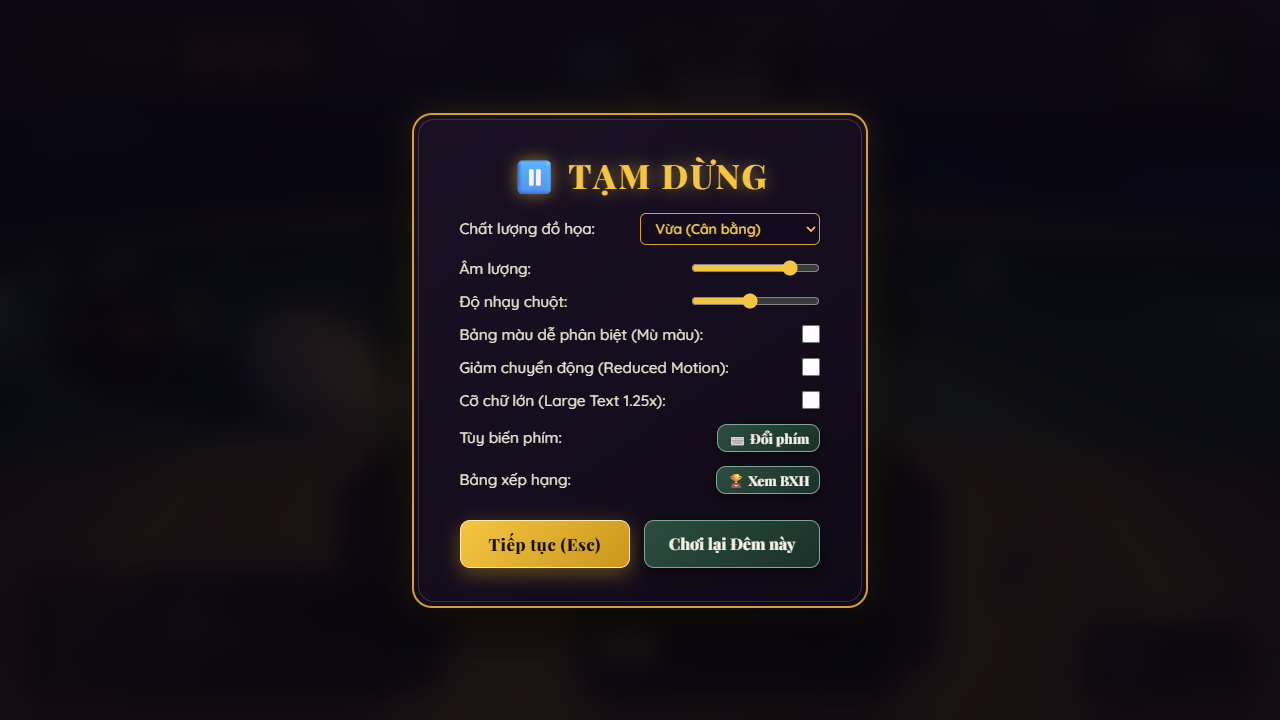 TẠM DỪNG
Chất lượng đồ họa: Vừa (Cân bằng)
Âm lượng:
Độ nhạy chuột:
Bảng màu dễ phân biệt (Mù màu):
Giảm chuyển động (Reduced Motion):
Cỡ chữ lớn (Large Text 1.25x):
Tùy biến phím: Đổi phím
Bảng xếp hạng: Xem BXH
Tiếp tục (Esc) Chơi lại Đêm này